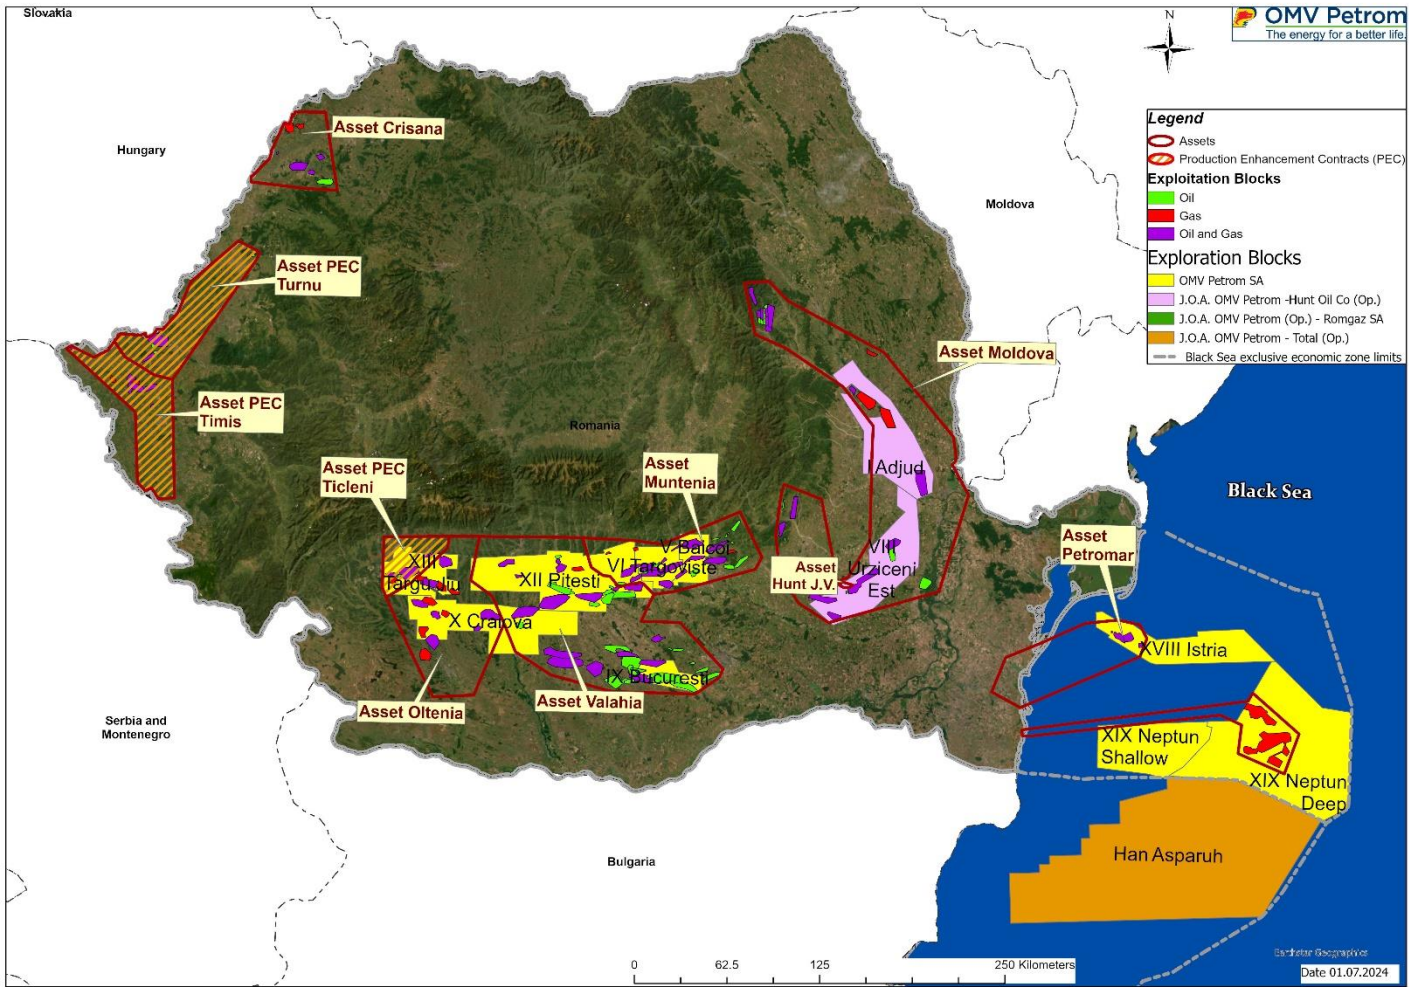 Slovakia
OMV Petrom
The energy for a better life.
N
Legend
Assets
Production Enhancement Contracts (PEC)
Exploitation Blocks
Oil
Gas
Oil and Gas
Exploration Blocks
OMV Petrom SA
J.O.A. OMV Petrom -Hunt Oil Co (Op.)
J.O.A. OMV Petrom (Op.) - Romgaz SA
J.O.A. OMV Petrom - Total (Op.)
Black Sea exclusive economic zone limits
Asset Crisana
Hungary
Moldova
Asset PEC
Turnu
Asset Moldova
Asset PEC
Timis
Romania
Asset PEC
Ticleni
Asset
Muntenia
I Adjud
Black Sea
XIII
Targu Jiu
XII Pitesti
V Baicoi
VI Targoviste
VIII
Urziceni
Est
Asset
Hunt J.V.
Asset
Petromar
X Craiova
XVIII Istria
IX Bucuresti
Asset Oltenia
Asset Valahia
Serbia and
Montenegro
XIX Neptun
Shallow
XIX Neptun
Deep
Bulgaria
Han Asparuh
Earthstar Geographics
0 62.5 125 250 Kilometers
Date 01.07.2024